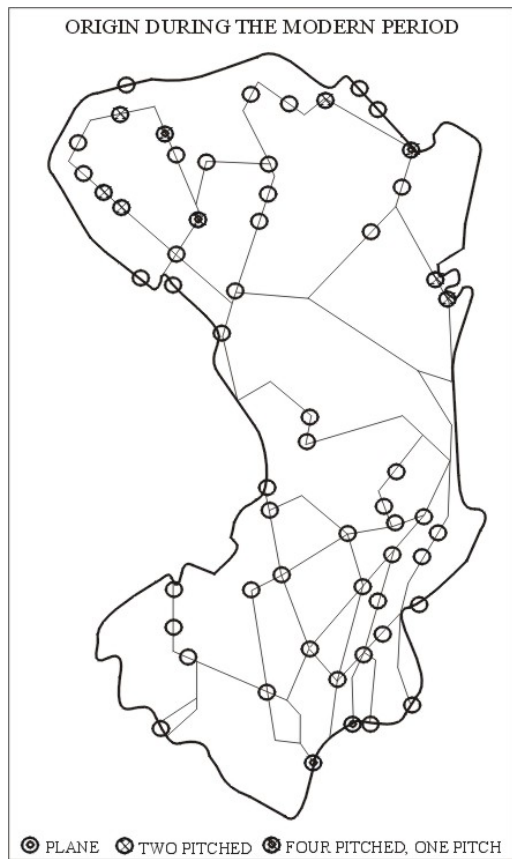 ORIGIN DURING THE MODERN PERIOD
PLANE TWO PITCHED FOUR PITCHED, ONE PITCH